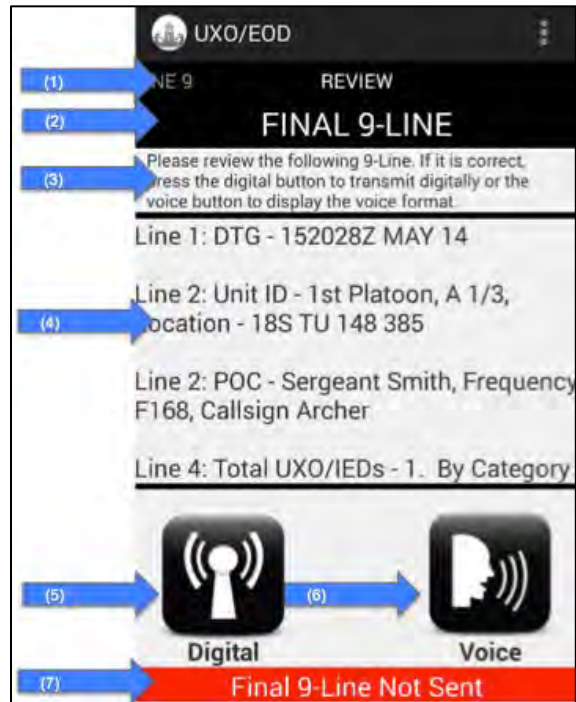 UXO/EOD
(1)
NE 9 REVIEW
(2)
FINAL 9-LINE
(3)
Please review the following 9-Line. If it is correct,
press the digital button to transmit digitally or the
voice button to display the voice format.
Line 1: DTG - 152028Z MAY 14
Line 2: Unit ID - 1st Platoon, A 1/3,
(4)
Location - 18S TU 148 385
Line 2: POC - Sergeant Smith, Frequency
F168, Callsign Archer
Line 4: Total UXO/IEDs - 1. By Category
(5)
(6)
Digital Voice
(7)
Final 9-Line Not Sent